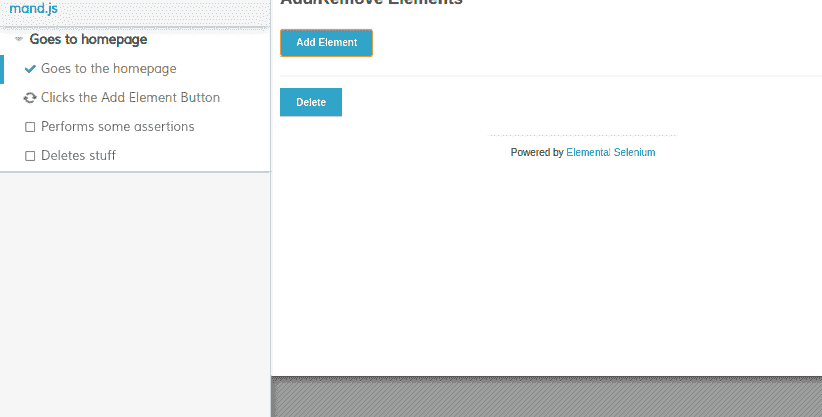 mand.js
Goes to homepage
Goes to the homepage
Clicks the Add Element Button
Performs some assertions
Deletes stuff
Add/Remove Elements
Add Element
Delete
Powered by Elemental Selenium